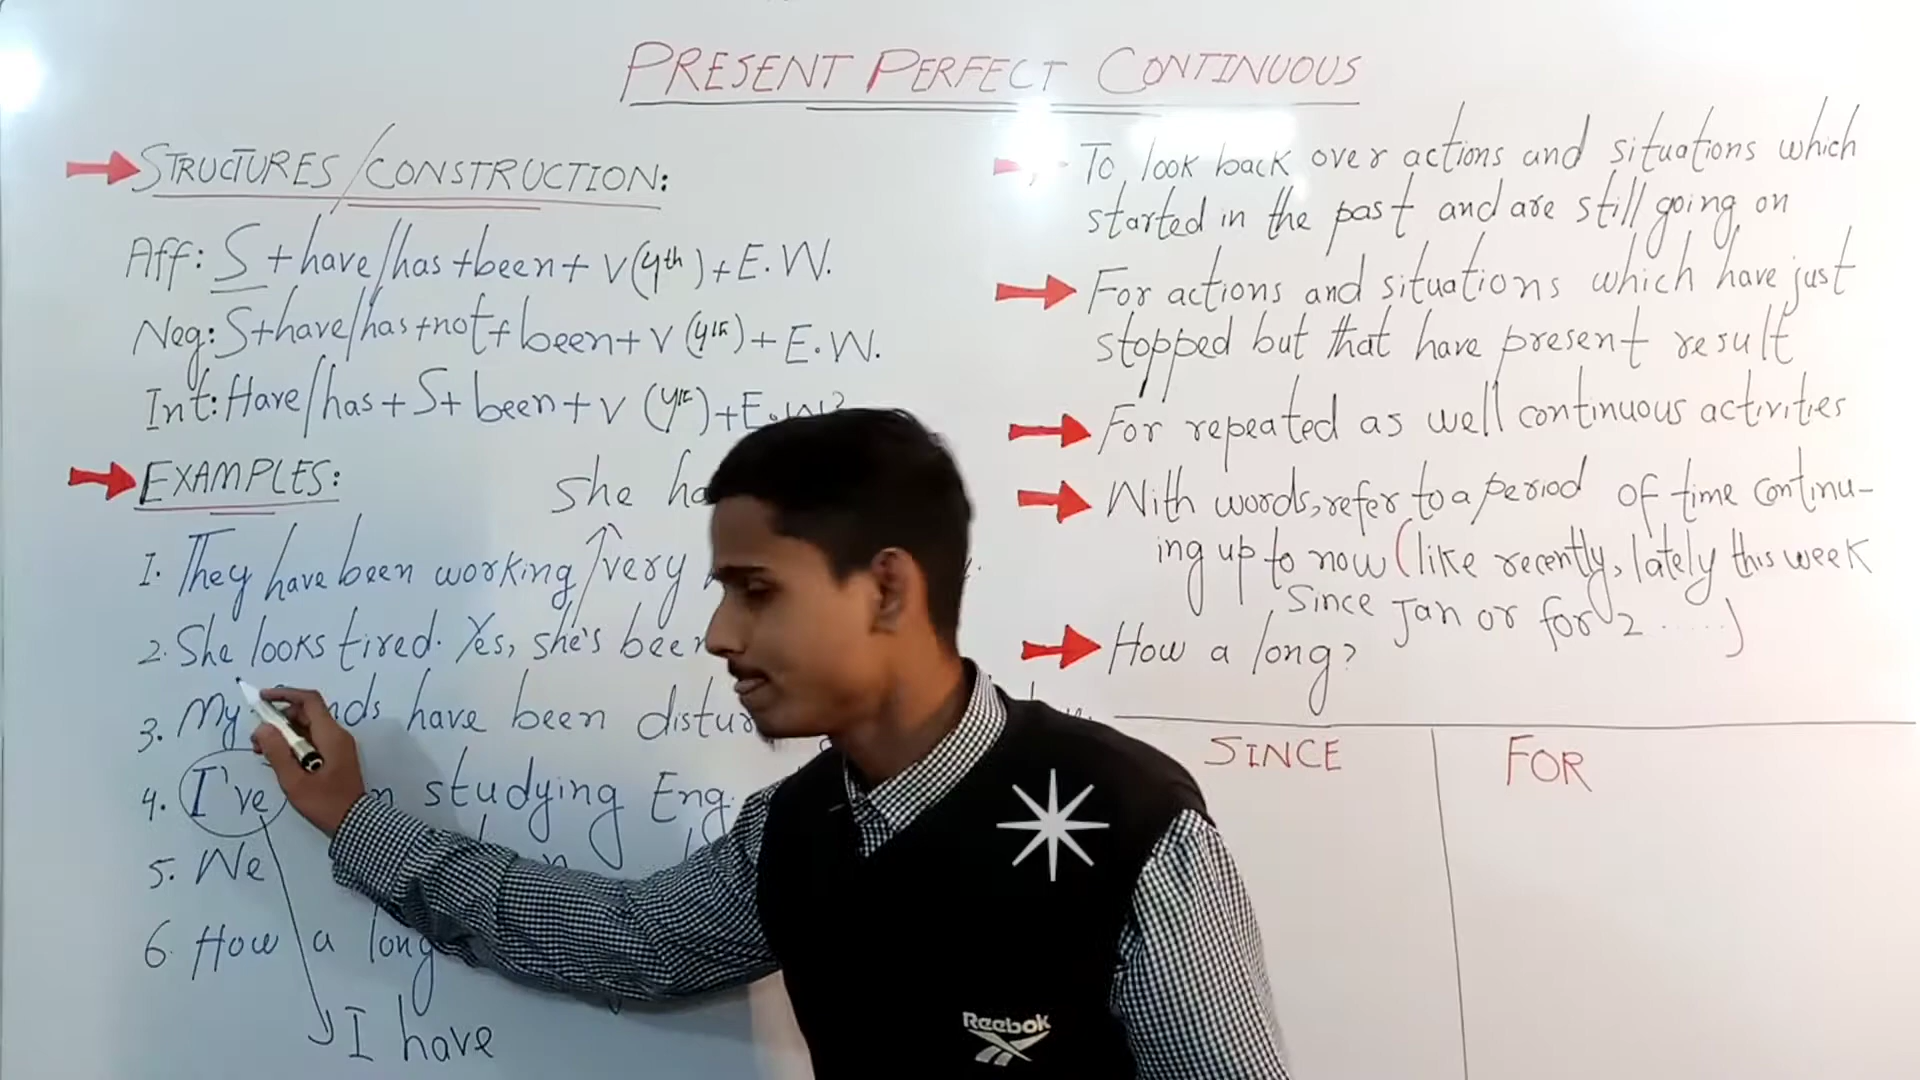 PRESENT PERFECT CONTINUOUS
STRUCTURES/CONSTRUCTION:
Aff: S+have/has+been+V(4th)+E.W.
Neg: S+have/has+not+been+V(4th)+E.W.
Int: Have/has+S+been+V(4th)+E.W?
EXAMPLES:
She
1. They have been working very
2. She looks tired. Yes, she's been
3. My have been
4. I've studying Eng.
5. We
6. How a long
I have
To look back over actions and situations which
started in the past and are still going on
For actions and situations which have just
stopped but that have present result
For repeated as well continuous activities
With words, refer to a period of time continu-
ing up to now (like recently, lately this week
Since Jan or for 2 .....)
How a long?
SINCE
FOR
Reebok